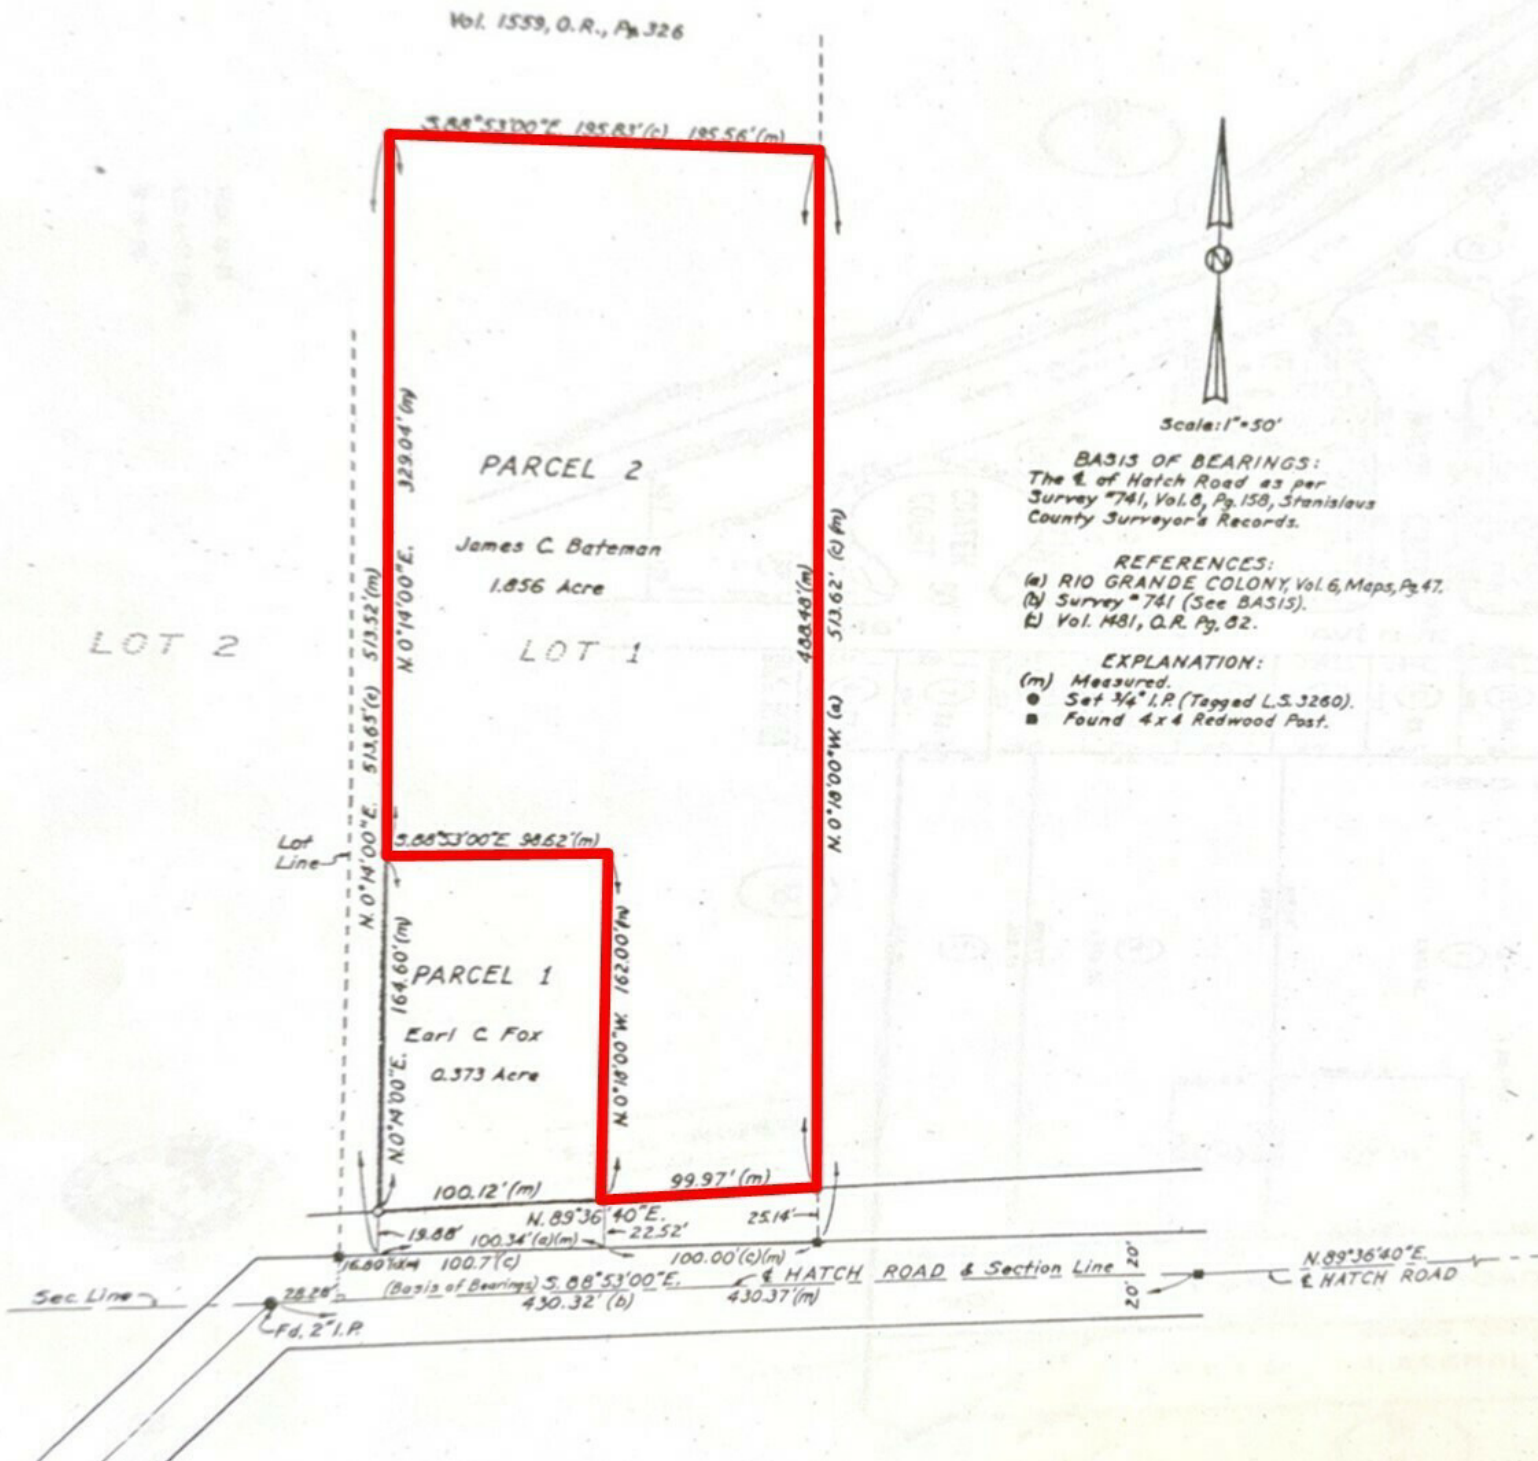 Vol. 1559, O.R., Pg. 326
S.88°53'00"E. 195.83'(c) 195.56'(m)
N.0°14'00"E. 329.04'(m)
PARCEL 2
James C. Bateman
1.856 Acre
LOT 2
LOT 1
N.0°14'00"E. 513.65'(c) 513.52'(m)
488.48'(m)
N.0°18'00"W. (a) 513.62' (c)(m)
Scale: 1"=50'
BASIS OF BEARINGS:
The ℄ of Hatch Road as per
Survey #741, Vol. 8, Pg. 158, Stanislaus
County Surveyor's Records.
REFERENCES:
(a) RIO GRANDE COLONY, Vol. 6, Maps, Pg. 47.
(b) Survey #741 (See BASIS).
(c) Vol. 1481, O.R. Pg. 82.
EXPLANATION:
(m) Measured.
Set 3/4" I.P. (Tagged L.S. 3260).
Found 4x4 Redwood Post.
Lot
Line
S.88°53'00"E. 98.62'(m)
N.0°14'00"E. 164.60'(m)
PARCEL 1
Earl C. Fox
0.373 Acre
N.0°18'00"W. 162.00'(m)
100.12'(m)
99.97'(m)
N.89°36'40"E.
19.88'
22.52'
25.14'
100.34'(a)(m)
100.7'(c)
100.00'(c)(m)
Sec. Line
28.28'
(Basis of Bearings) S.88°53'00"E.
430.32' (b)
430.37'(m)
℄ HATCH ROAD & Section Line
20' 20'
N.89°36'40"E.
℄ HATCH ROAD
Fd. 2" I.P.